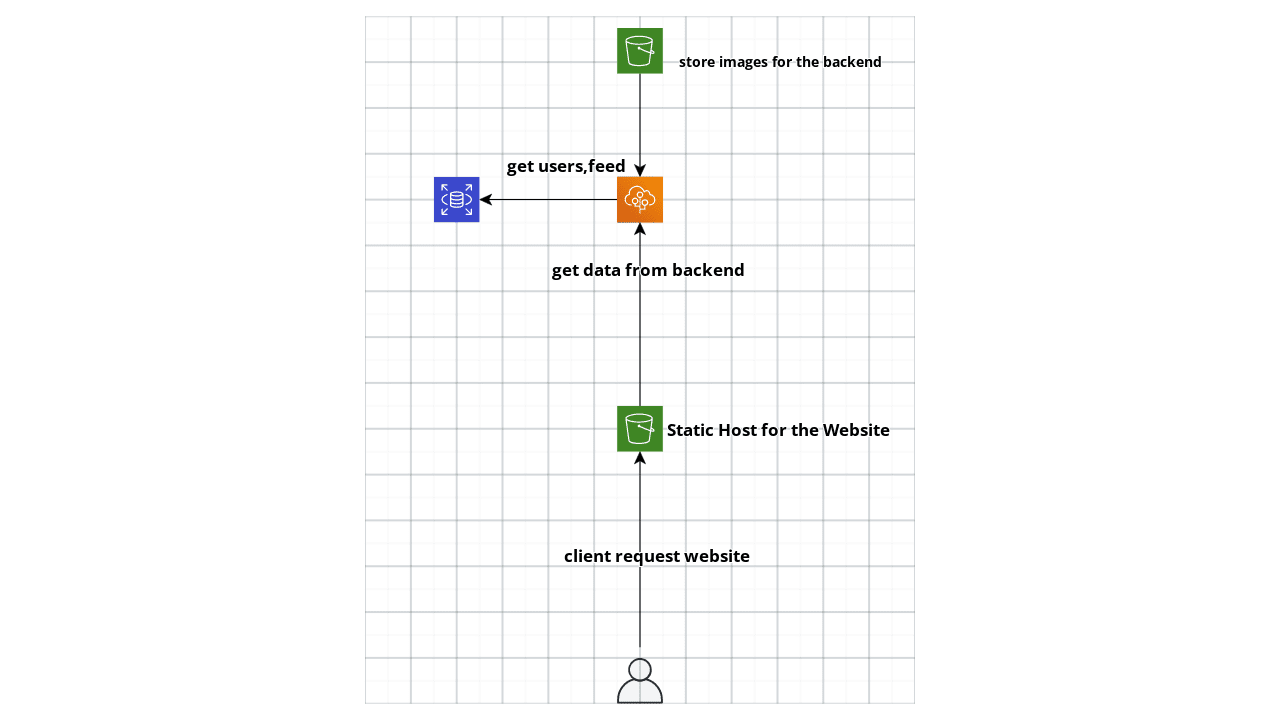 store images for the backend
get users,feed
get data from backend
Static Host for the Website
client request website